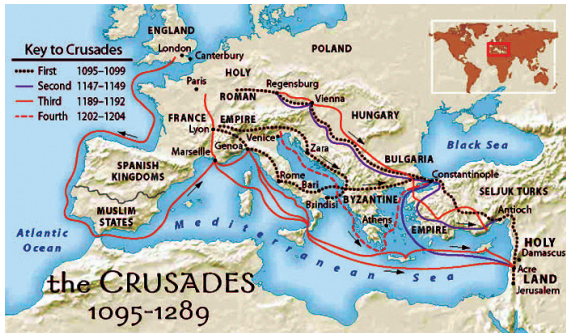 Key to Crusades
First 1095–1099
Second 1147–1149
Third 1189–1192
Fourth 1202–1204
ENGLAND
London
Canterbury
POLAND
HOLY
ROMAN
EMPIRE
Paris
Regensburg
Vienna
HUNGARY
FRANCE
Lyon
Genoa
Venice
Zara
Marseille
BULGARIA
Black Sea
Constantinople
SPANISH
KINGDOMS
Rome
Bari
Brindisi
BYZANTINE
EMPIRE
SELJUK TURKS
Antioch
MUSLIM
STATES
Athens
Atlantic
Ocean
Mediterranean Sea
HOLY
LAND
Damascus
Acre
Jerusalem
the CRUSADES
1095-1289